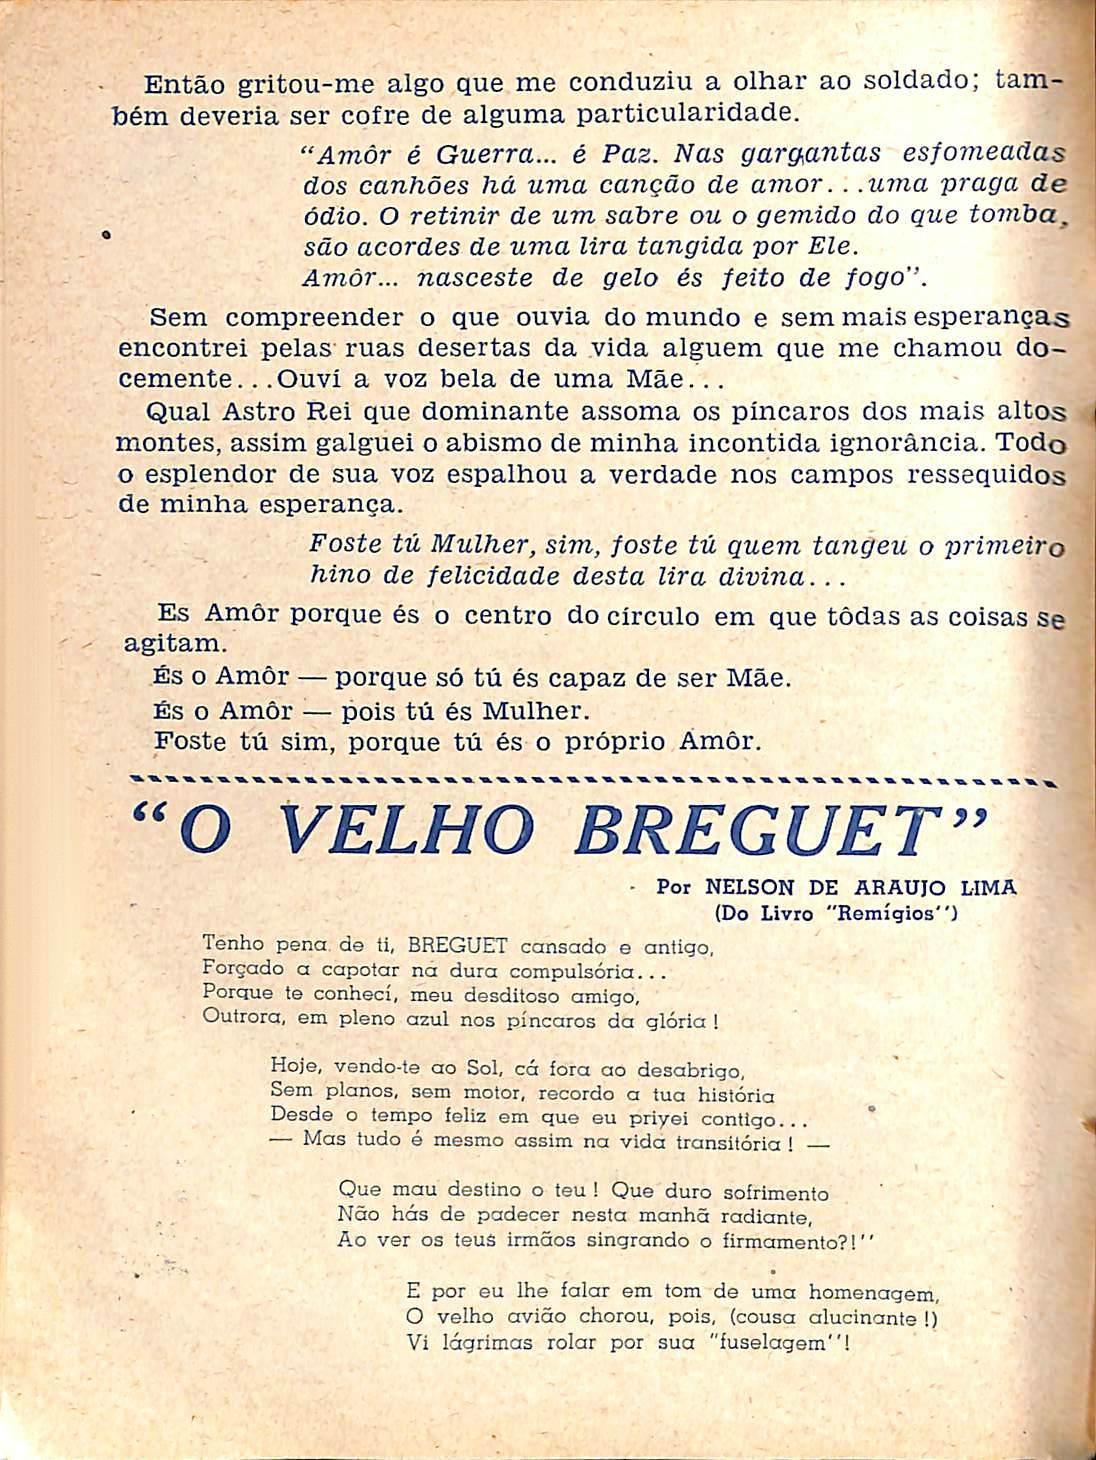 Então gritou-me algo que me conduziu a olhar ao soldado; tam-
bém deveria ser cofre de alguma particularidade.
“Amôr é Guerra... é Paz. Nas gargantas esfomeadas
dos canhões há uma canção de amor...uma praga de
ódio. O retinir de um sabre ou o gemido do que tomba,
são acordes de uma lira tangida por Ele.
Amôr... nasceste de gelo és feito de fogo”.
Sem compreender o que ouvia do mundo e sem mais esperanças
encontrei pelas ruas desertas da vida alguem que me chamou do-
cemente...Ouví a voz bela de uma Mãe...
Qual Astro Rei que dominante assoma os píncaros dos mais altos
montes, assim galguei o abismo de minha incontida ignorância. Todo
o esplendor de sua voz espalhou a verdade nos campos ressequidos
de minha esperança.
Foste tú Mulher, sim, foste tú quem tangeu o primeiro
hino de felicidade desta lira divina...
Es Amôr porque és o centro do círculo em que tôdas as coisas se
agitam.
És o Amôr — porque só tú és capaz de ser Mãe.
És o Amôr — pois tú és Mulher.
Foste tú sim, porque tú és o próprio Amôr.
“O VELHO BREGUET”
Por NELSON DE ARAUJO LIMA
(Do Livro "Remígios'')
Tenho pena de ti, BREGUET cansado e antigo,
Forçado a capotar na dura compulsória...
Porque te conhecí, meu desditoso amigo,
Outrora, em pleno azul nos píncaros da glória!
Hoje, vendo-te ao Sol, cá fora ao desabrigo,
Sem planos, sem motor, recordo a tua história
Desde o tempo feliz em que eu privei contigo...
— Mas tudo é mesmo assim na vida transitória! —
Que mau destino o teu! Que duro sofrimento
Não hás de padecer nesta manhã radiante,
Ao ver os teus irmãos singrando o firmamento?!''
E por eu lhe falar em tom de uma homenagem,
O velho avião chorou, pois, (cousa alucinante!)
Vi lágrimas rolar por sua "fuselagem''!